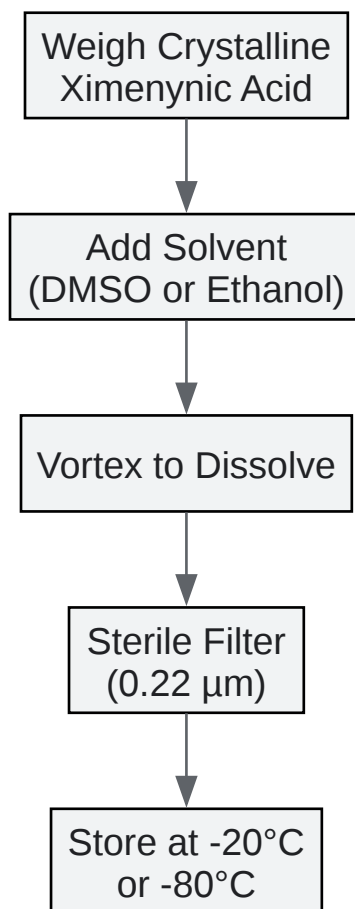 Weigh Crystalline
Ximenynic Acid
Add Solvent
(DMSO or Ethanol)
Vortex to Dissolve
Sterile Filter
(0.22 µm)
Store at -20°C
or -80°C